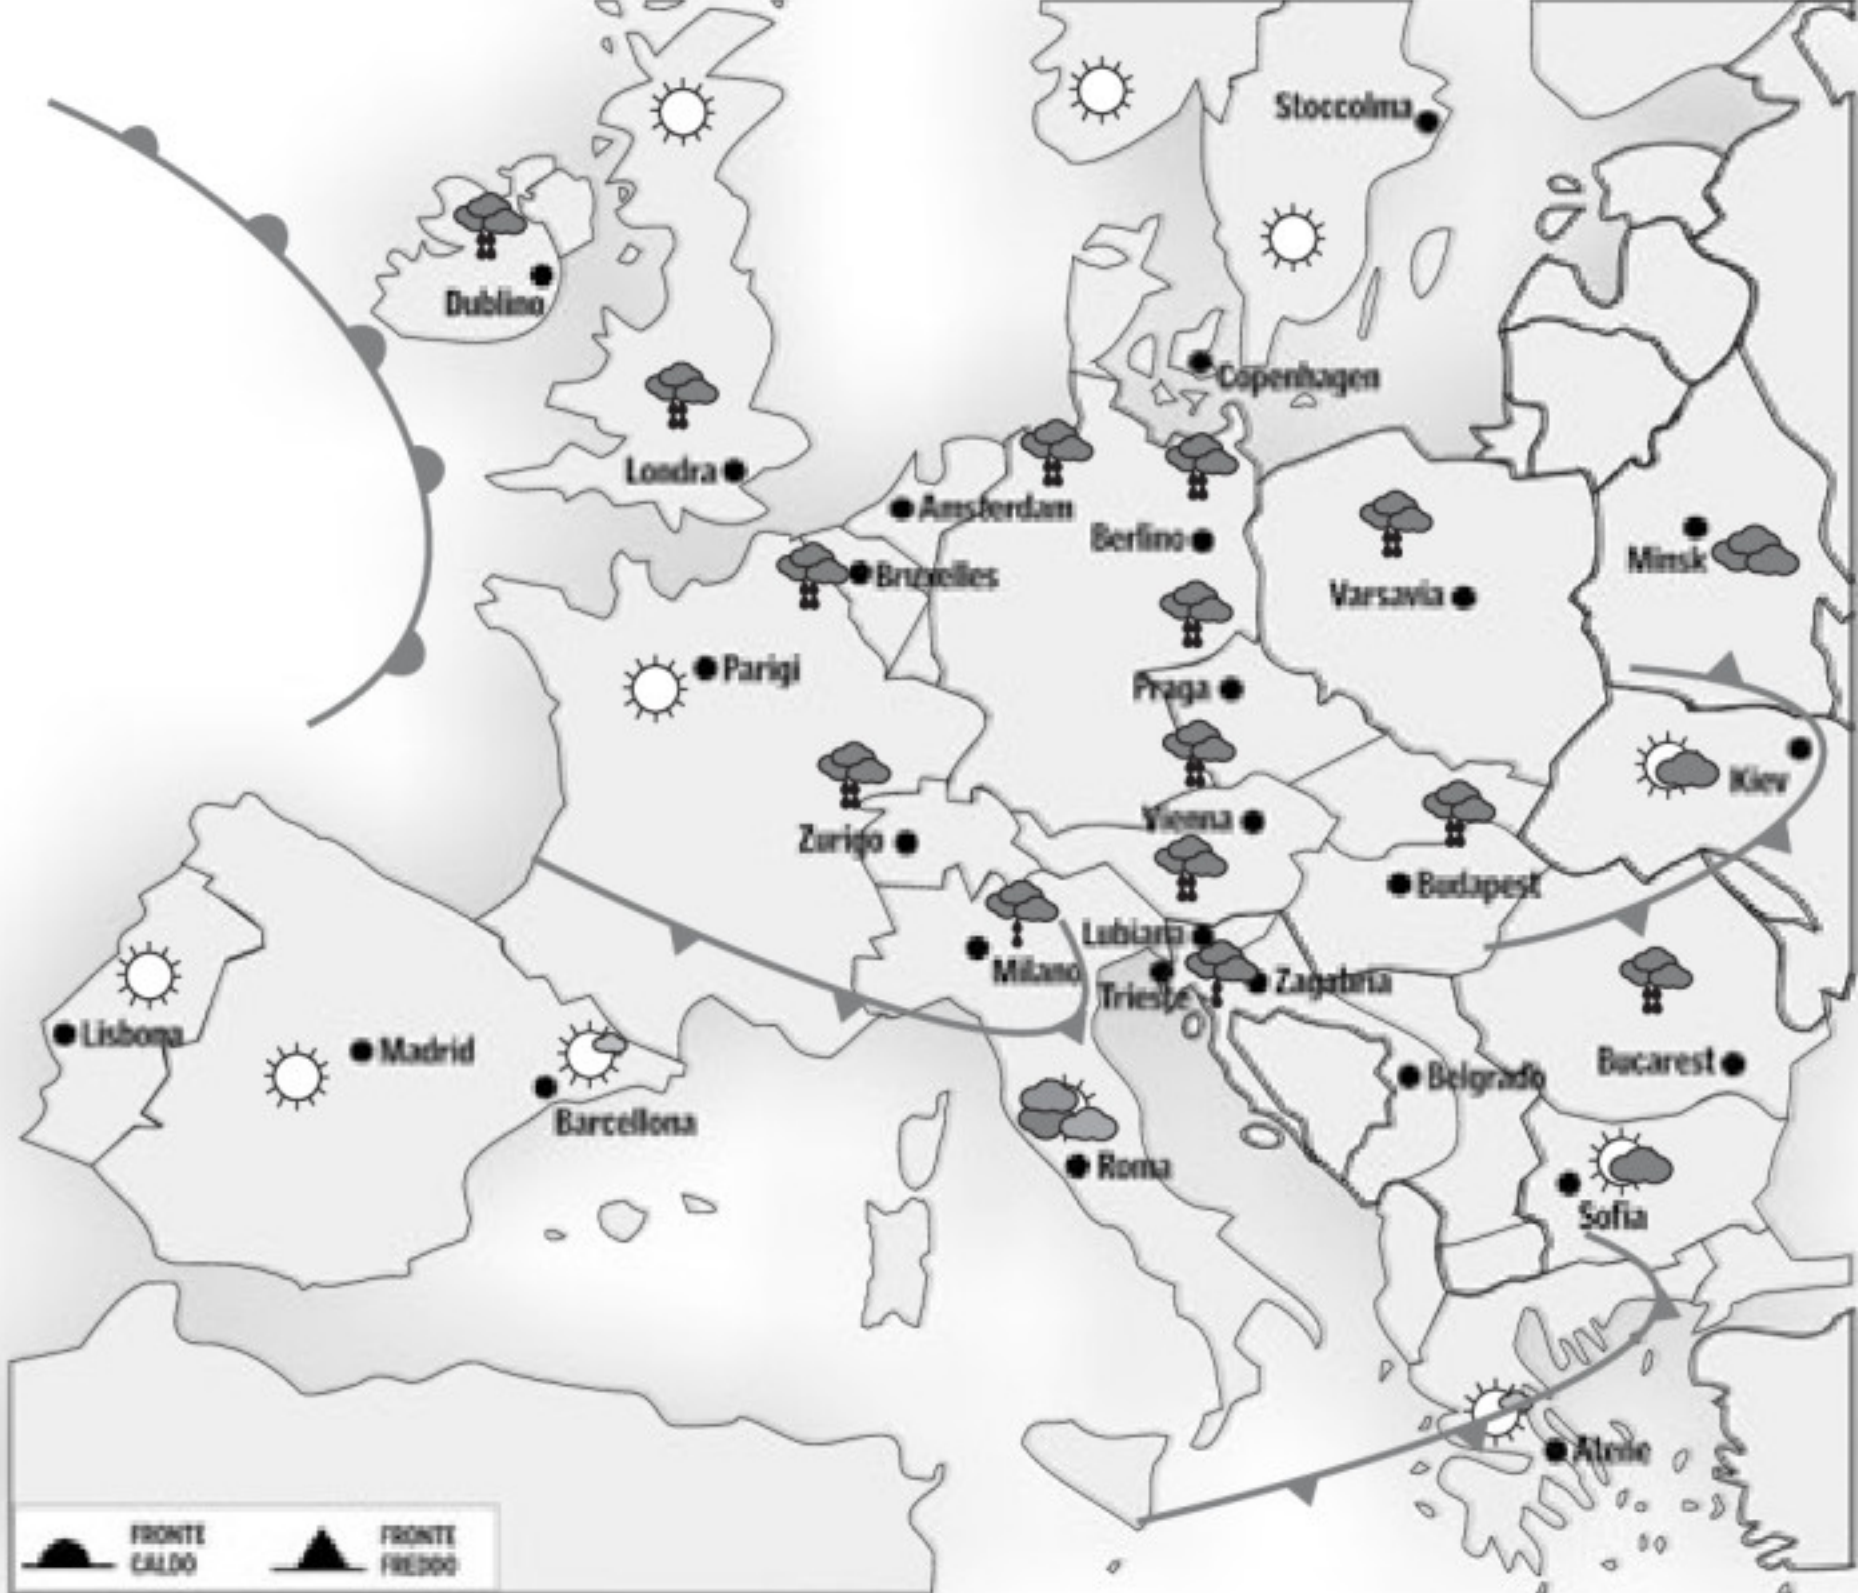 Stoccolma
Dublino
Copenhagen
Londra
Amsterdam
Berlino
Minsk
Bruxelles
Varsavia
Parigi
Praga
Kiev
Vienna
Zurigo
Budapest
Lubiana
Milano
Zagabria
Trieste
Lisbona
Madrid
Bucarest
Belgrado
Barcellona
Roma
Sofia
Atene
FRONTE
CALDO
FRONTE
FREDDO